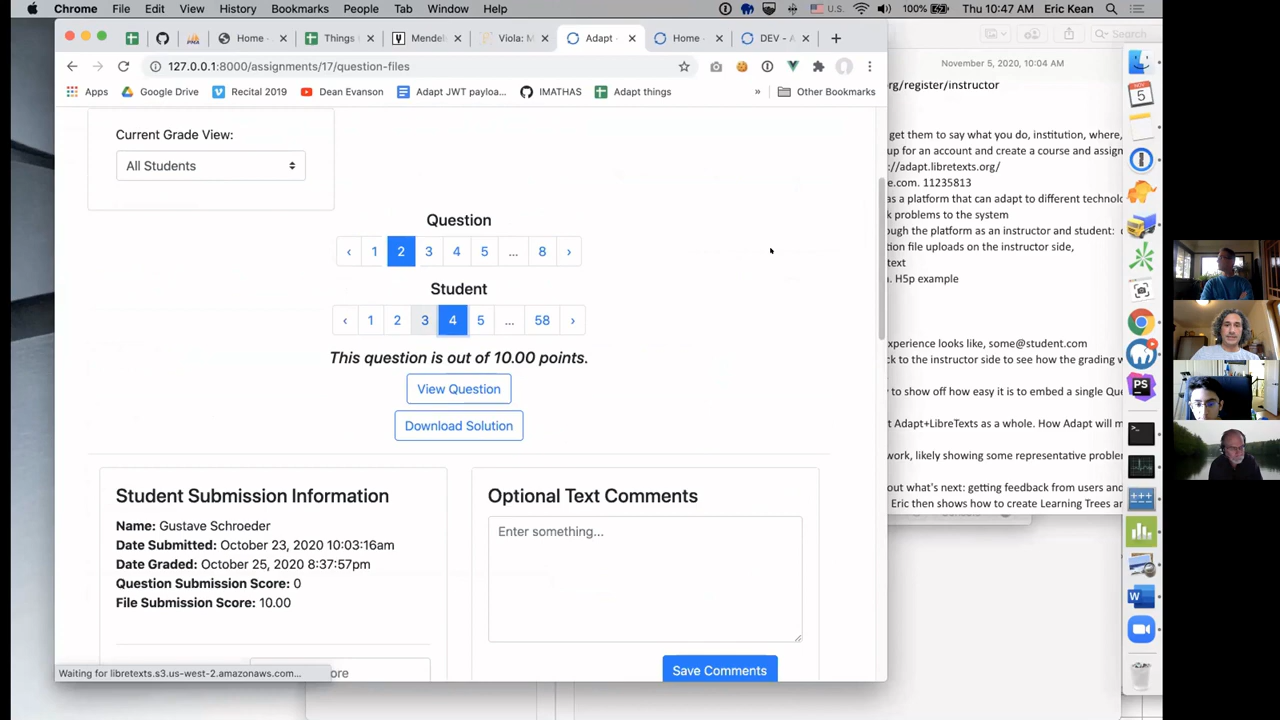 Chrome File Edit View History Bookmarks People Tab Window Help U.S. 100% Thu 10:47 AM Eric Kean
Home - Things Mende Viola: M Adapt - Home - DEV - A
127.0.0.1:8000/assignments/17/question-files
Apps Google Drive Recital 2019 Dean Evanson Adapt JWT payloa... IMATHAS Adapt things » Other Bookmarks
Current Grade View:
All Students
Question
‹ 1 2 3 4 5 ... 8 ›
Student
‹ 1 2 3 4 5 ... 58 ›
This question is out of 10.00 points.
View Question
Download Solution
Student Submission Information
Name: Gustave Schroeder
Date Submitted: October 23, 2020 10:03:16am
Date Graded: October 25, 2020 8:37:57pm
Question Submission Score: 0
File Submission Score: 10.00
ore
Optional Text Comments
Enter something...
Save Comments
Waiting for libretexts.s3.us-west-2.amazonaws.com...
Search
November 5, 2020, 10:04 AM
org/register/instructor
get them to say what you do, institution, where,
up for an account and create a course and assign
://adapt.libretexts.org/
e.com. 11235813
as a platform that can adapt to different technolo
k problems to the system
ough the platform as an instructor and student:
on file uploads on the instructor side,
text
. H5p example
xperience looks like, some@student.com
ck to the instructor side to see how the grading w
y to show off how easy it is to embed a single Que
t Adapt+LibreTexts as a whole. How Adapt will m
work, likely showing some representative probler
out what's next: getting feedback from users and
Eric then shows how to create Learning Trees ar
NOV
5
PS